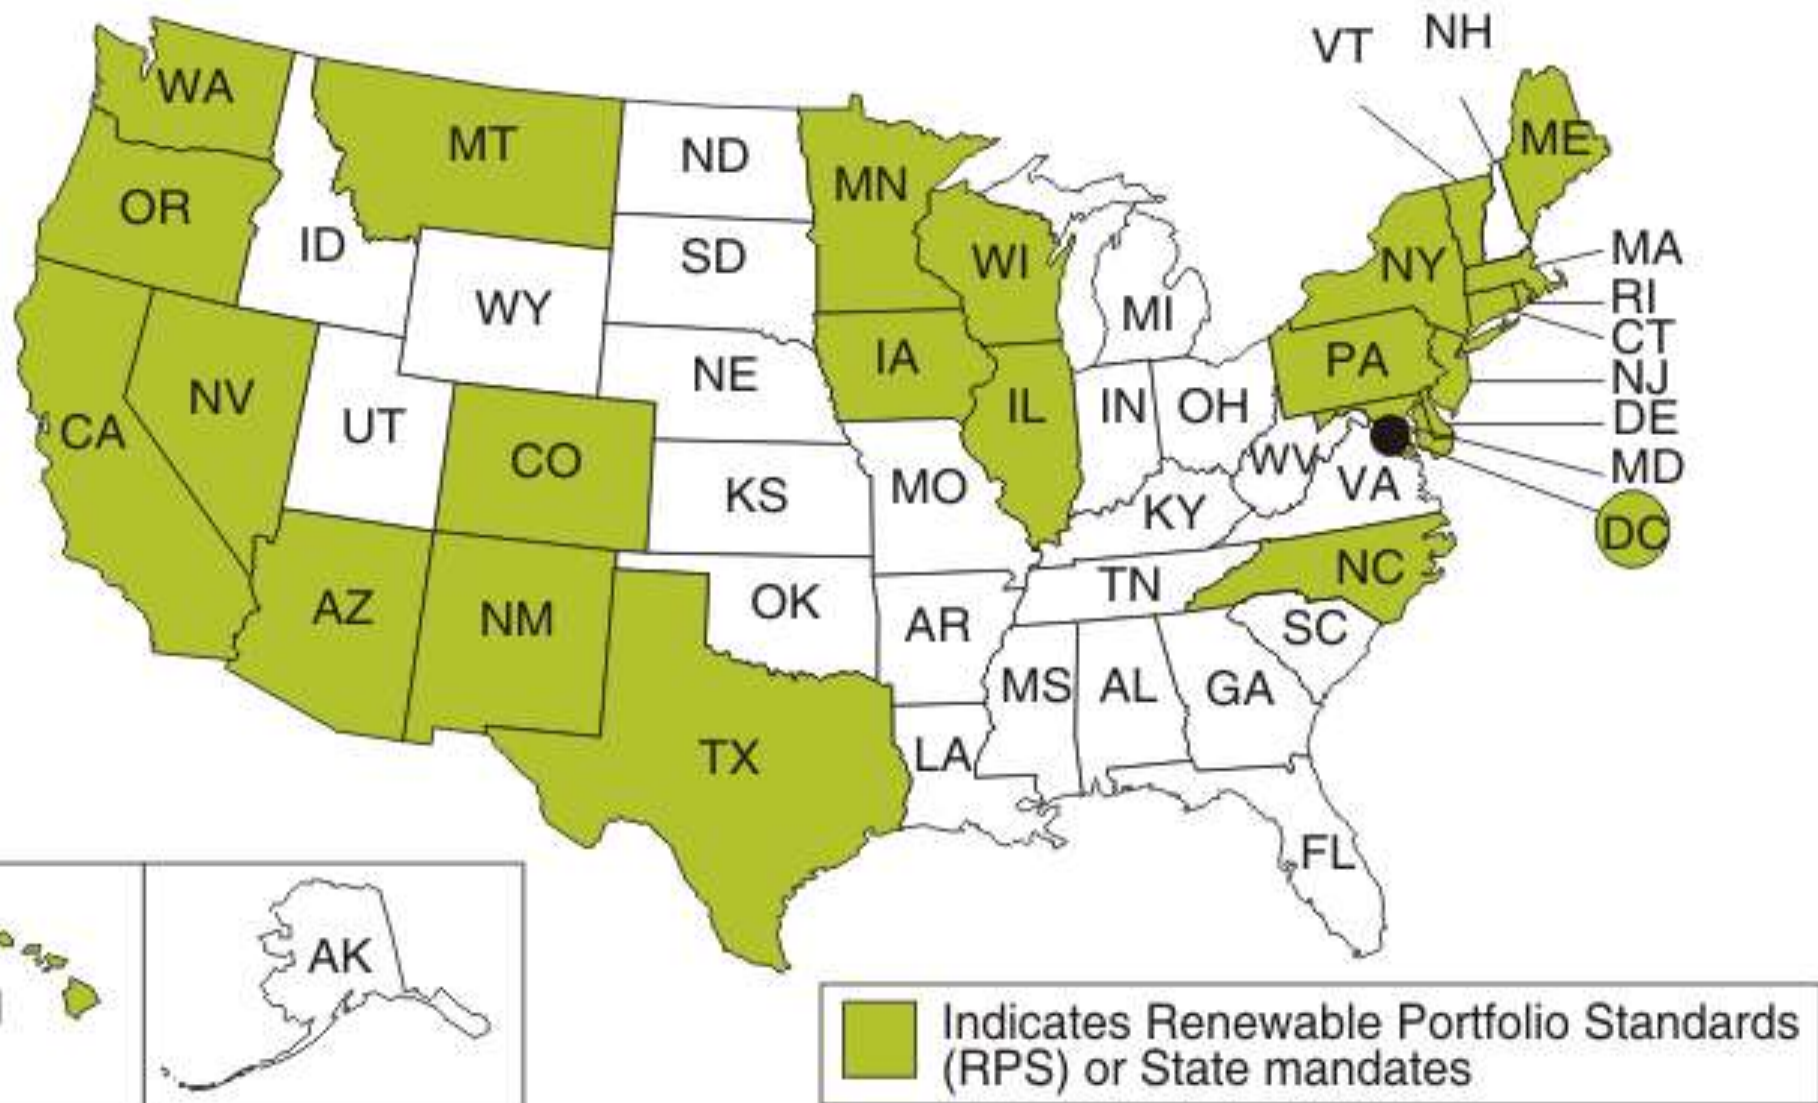 VT NH
WA
MT
ND
MN
ME
OR
ID
SD
WI
NY
MA
WY
MI
RI
CT
IA
PA
NE
NJ
NV
UT
IL
IN
OH
DE
CA
CO
WV
MD
KS
MO
VA
KY
DC
NC
AZ
NM
OK
TN
AR
SC
MS
AL
GA
TX
LA
FL
AK
Indicates Renewable Portfolio Standards
(RPS) or State mandates